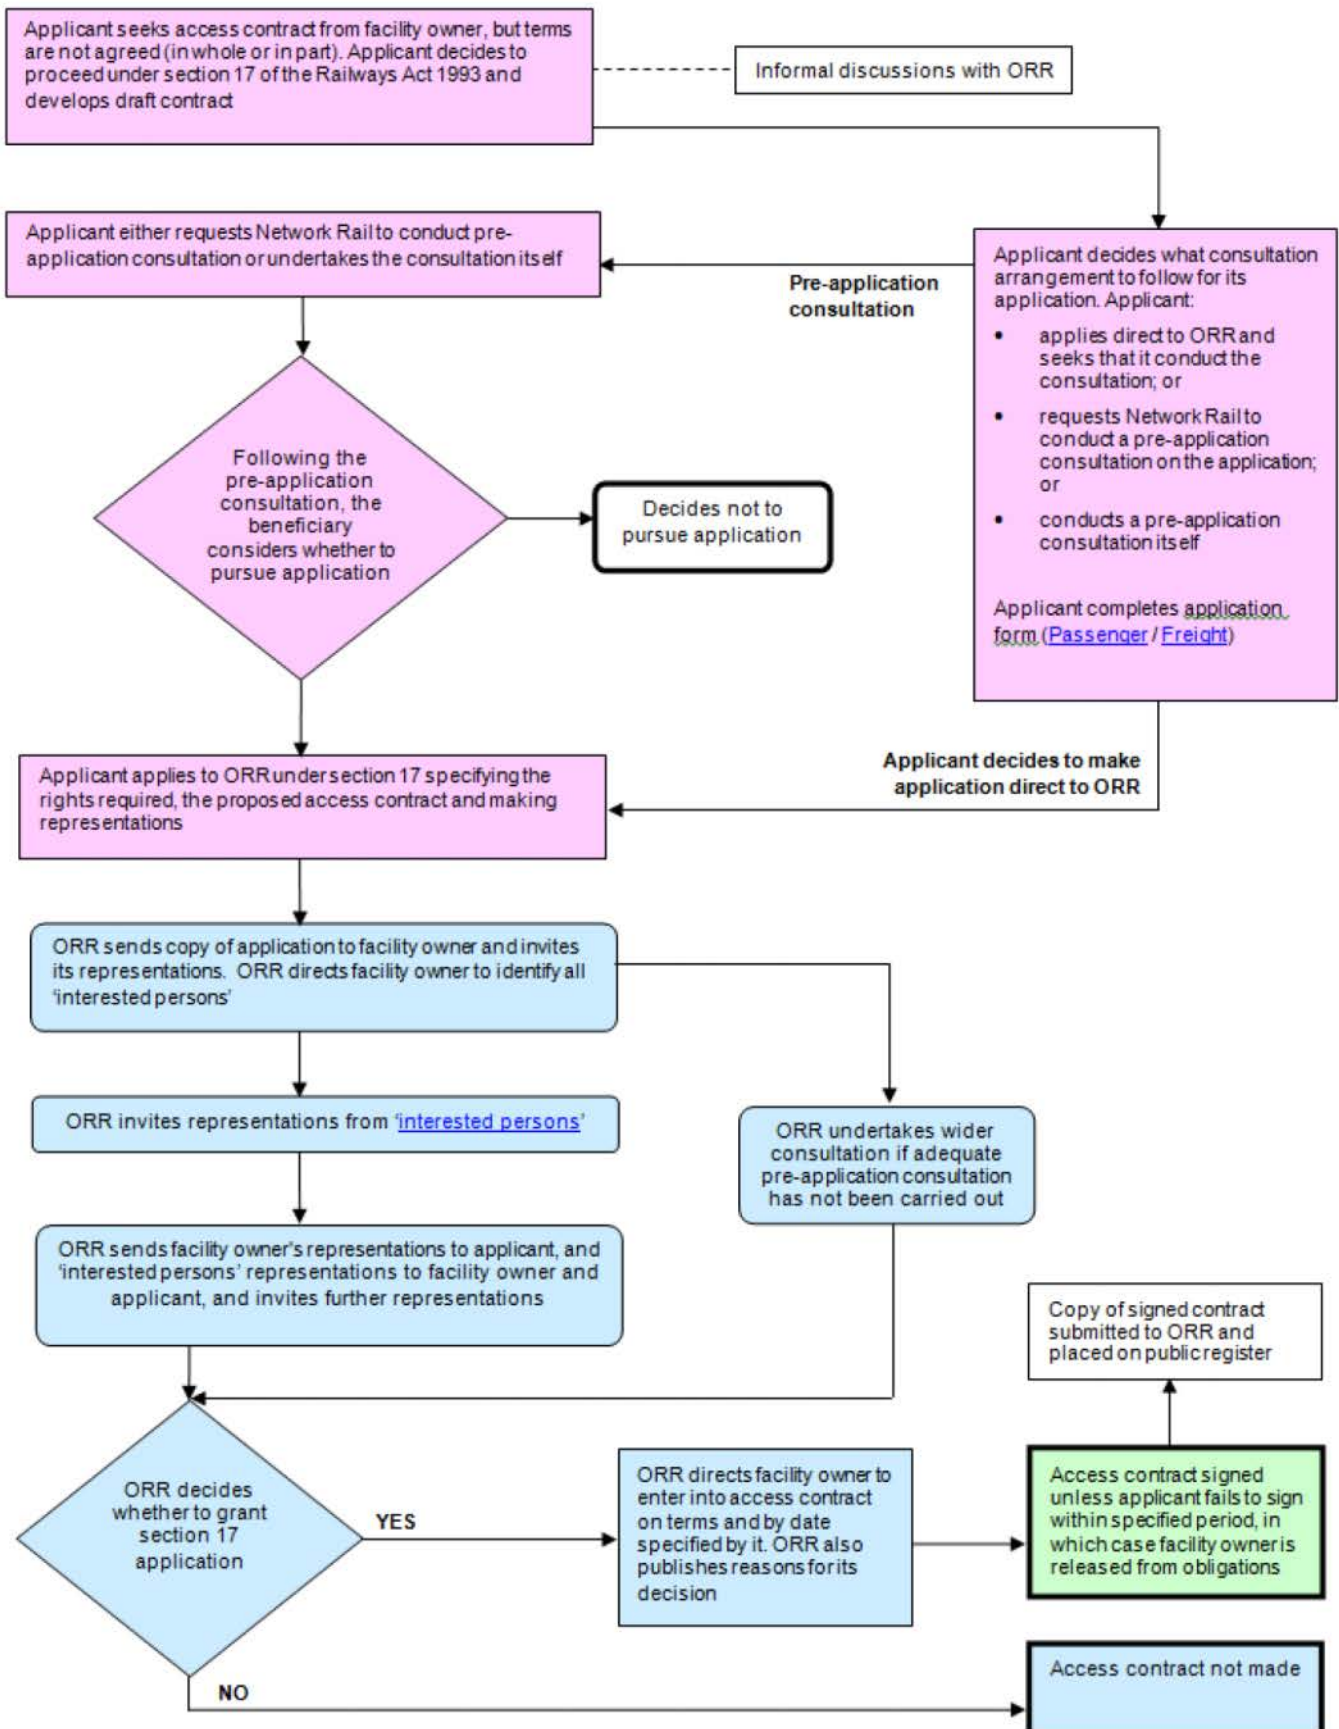 Applicant seeks access contract from facility owner, but terms
are not agreed (in whole or in part). Applicant decides to
proceed under section 17 of the Railways Act 1993 and
develops draft contract
Informal discussions with ORR
Applicant either requests Network Rail to conduct pre-
application consultation or undertakes the consultation itself
Pre-application
consultation
Applicant decides what consultation
arrangement to follow for its
application. Applicant:
• applies direct to ORR and
seeks that it conduct the
consultation; or
• requests Network Rail to
conduct a pre-application
consultation on the application;
or
• conducts a pre-application
consultation itself
Applicant completes application
form (Passenger / Freight)
Following the
pre-application
consultation, the
beneficiary
considers whether to
pursue application
Decides not to
pursue application
Applicant decides to make
application direct to ORR
Applicant applies to ORR under section 17 specifying the
rights required, the proposed access contract and making
representations
ORR sends copy of application to facility owner and invites
its representations. ORR directs facility owner to identify all
‘interested persons’
ORR invites representations from ‘interested persons’
ORR undertakes wider
consultation if adequate
pre-application consultation
has not been carried out
ORR sends facility owner's representations to applicant, and
‘interested persons’ representations to facility owner and
applicant, and invites further representations
Copy of signed contract
submitted to ORR and
placed on public register
ORR decides
whether to grant
section 17
application
YES
ORR directs facility owner to
enter into access contract
on terms and by date
specified by it. ORR also
publishes reasons for its
decision
Access contract signed
unless applicant fails to sign
within specified period, in
which case facility owner is
released from obligations
NO
Access contract not made